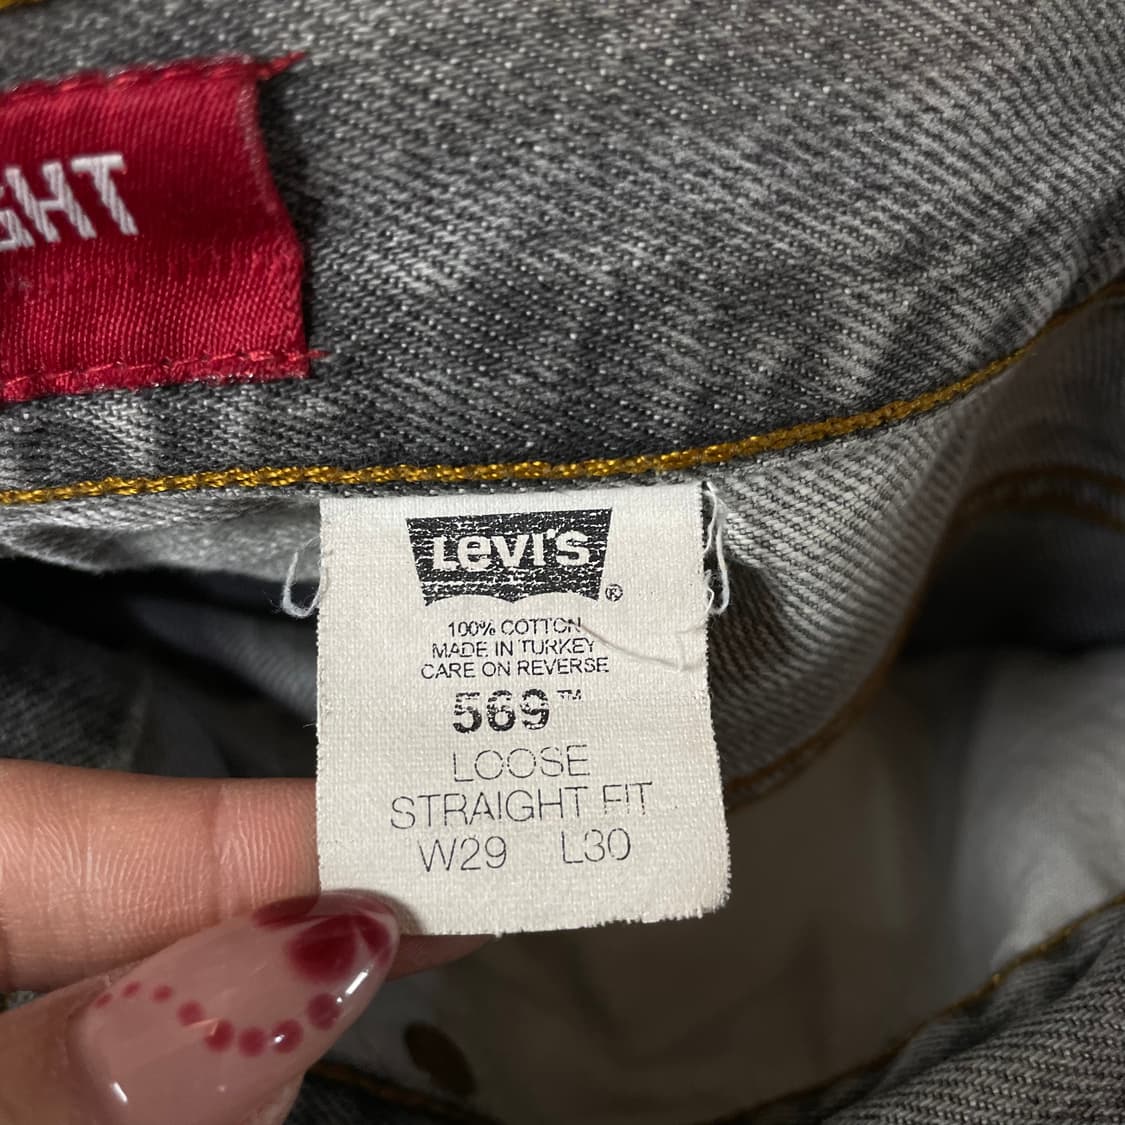 GHT
LEVI'S
®
100% COTTON
MADE IN TURKEY
CARE ON REVERSE
569™
LOOSE
STRAIGHT FIT
W29 L30